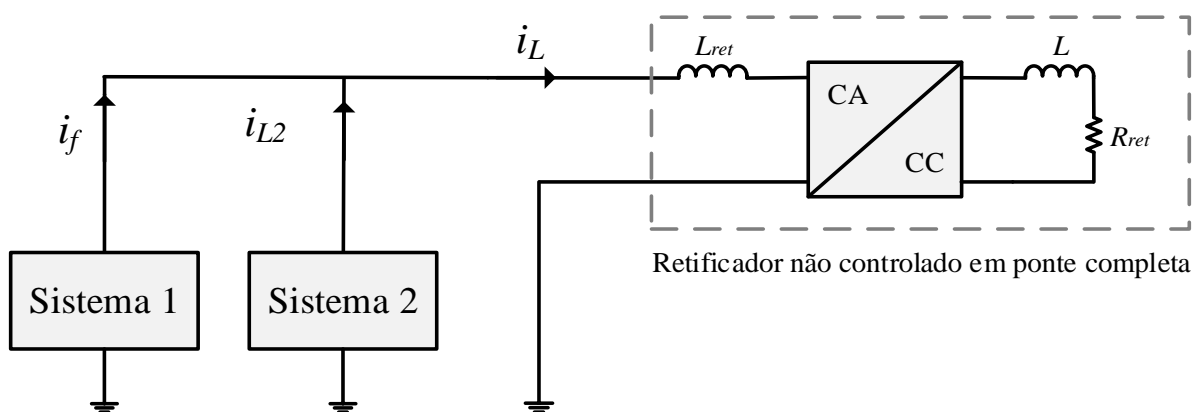 i_L
L_ret
L
CA
i_f
i_L2
R_ret
CC
Retificador não controlado em ponte completa
Sistema 1
Sistema 2